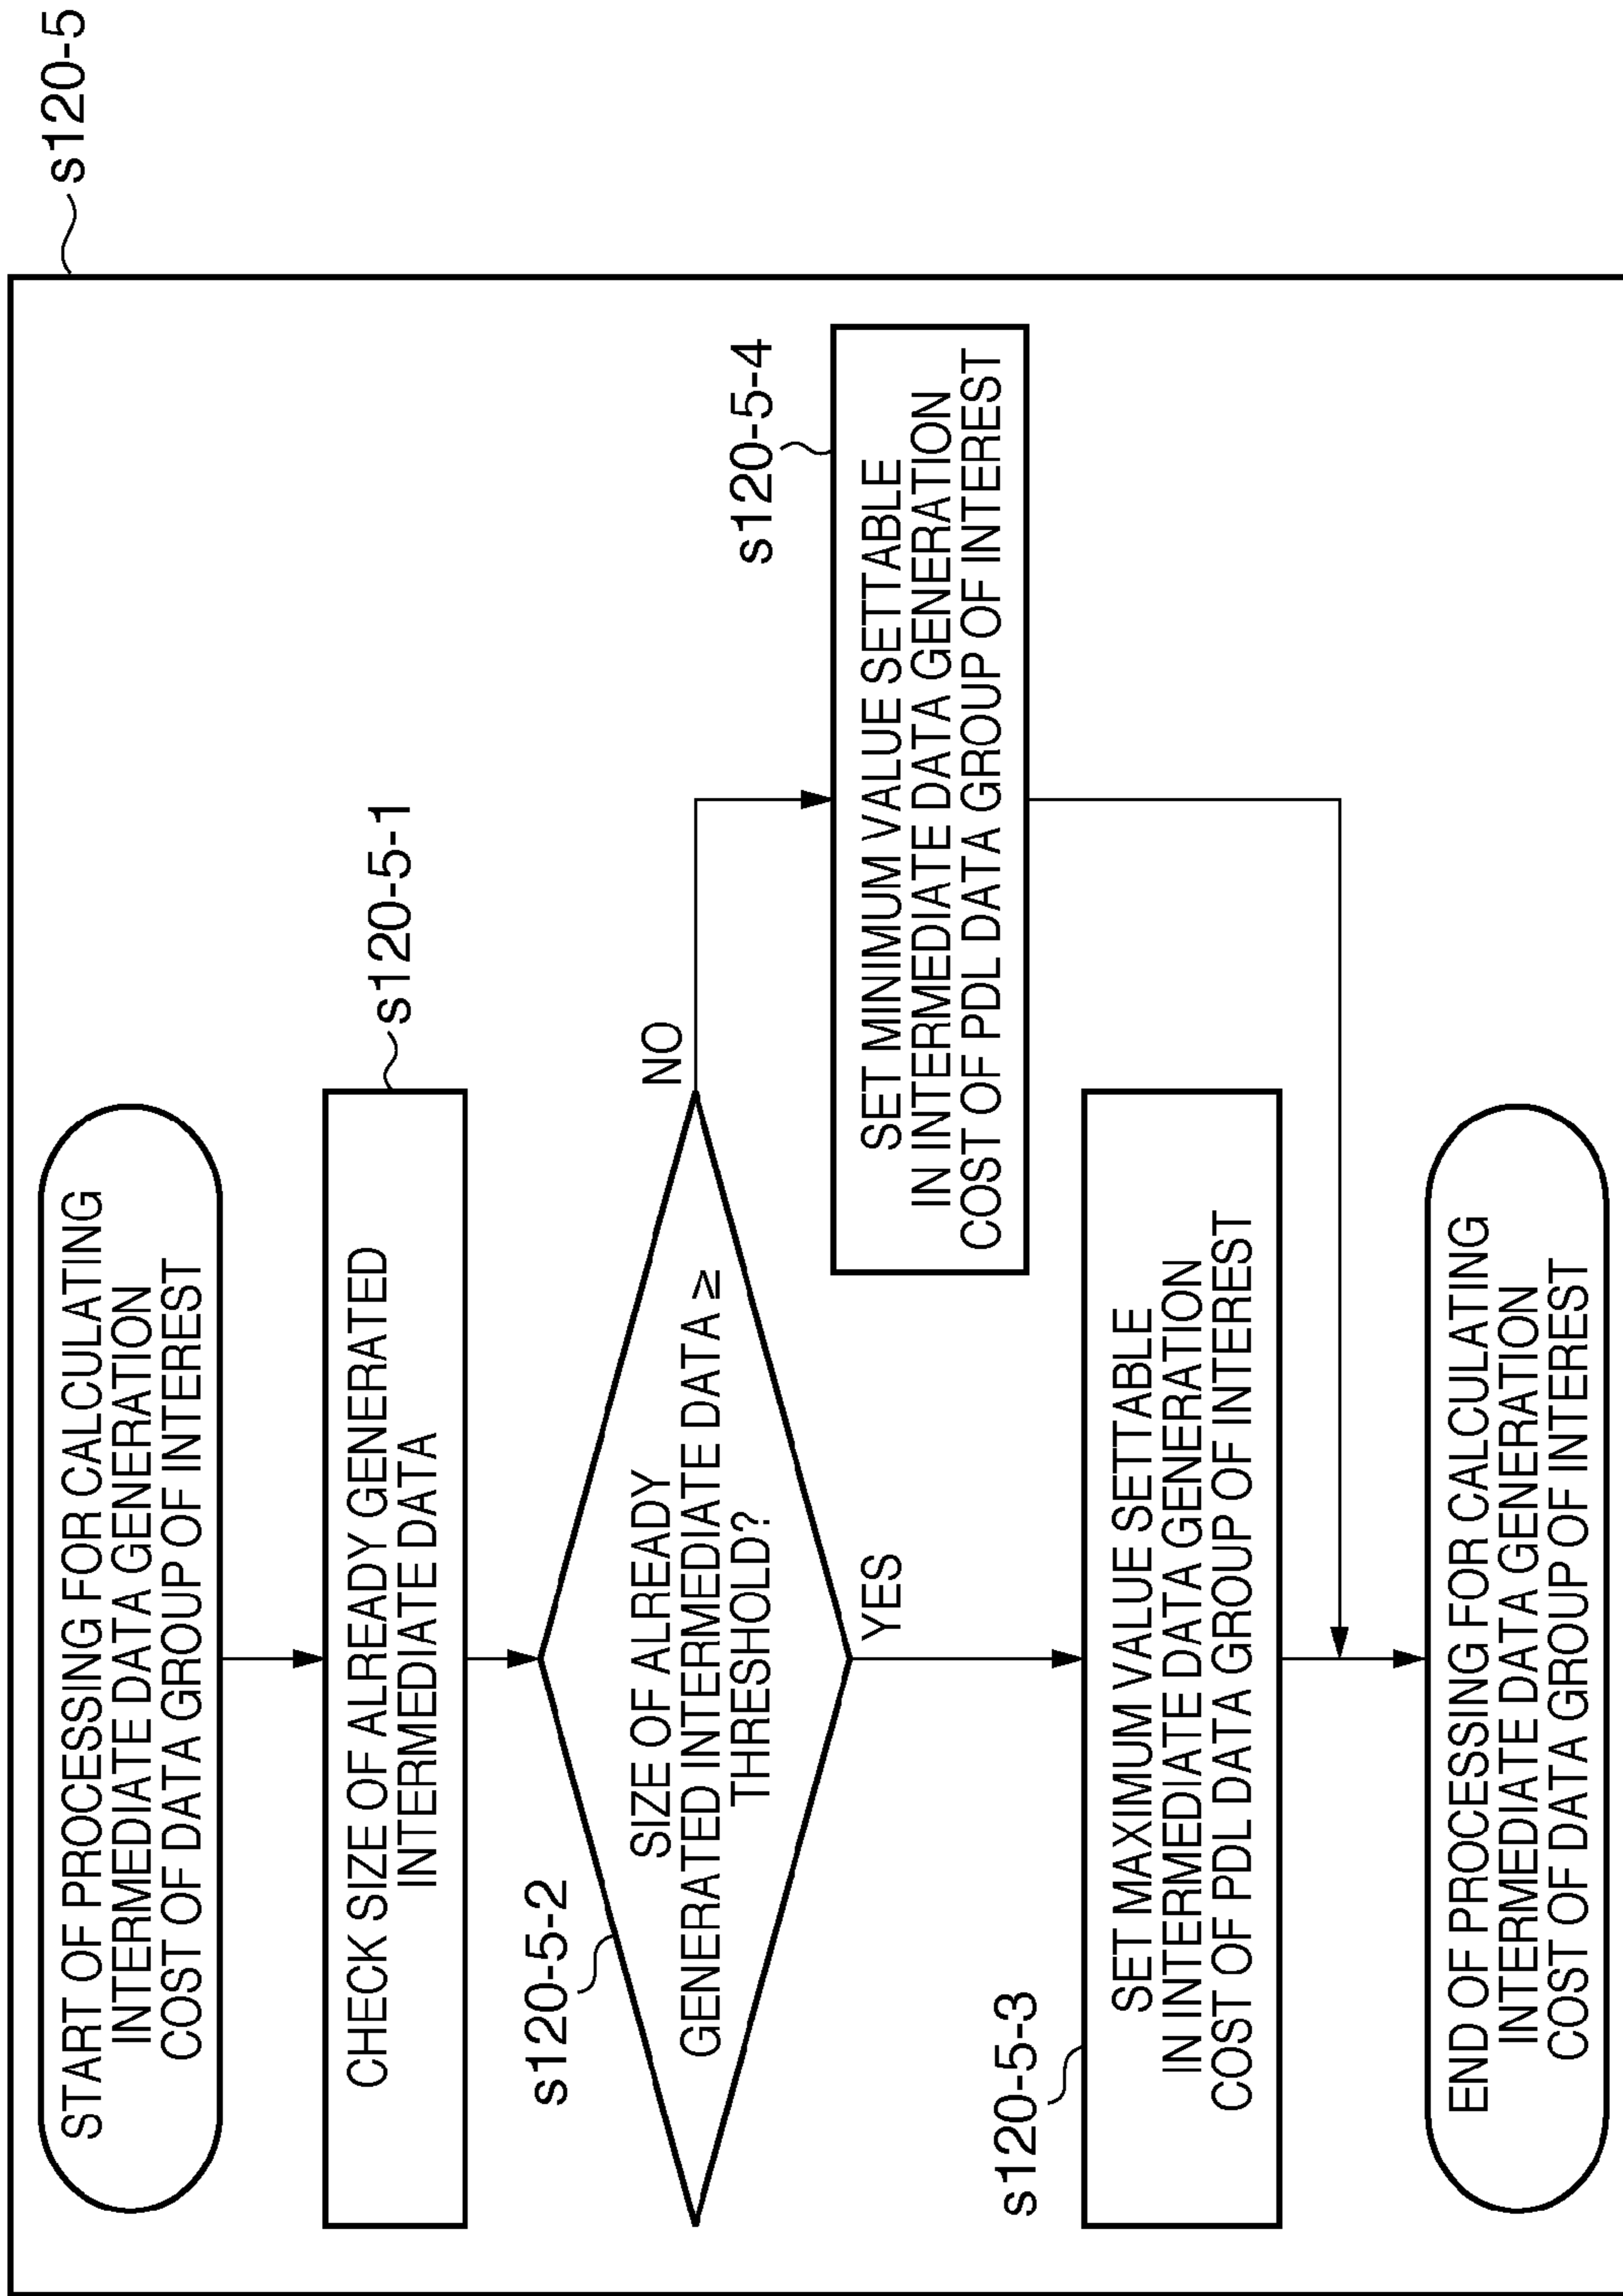 s120-5
START OF PROCESSING FOR CALCULATING
INTERMEDIATE DATA GENERATION
COST OF DATA GROUP OF INTEREST
s120-5-1
CHECK SIZE OF ALREADY GENERATED
INTERMEDIATE DATA
s120-5-2
SIZE OF ALREADY
GENERATED INTERMEDIATE DATA ≥
THRESHOLD?
NO
YES
s120-5-4
SET MINIMUM VALUE SETTABLE
IN INTERMEDIATE DATA GENERATION
COST OF PDL DATA GROUP OF INTEREST
s120-5-3
SET MAXIMUM VALUE SETTABLE
IN INTERMEDIATE DATA GENERATION
COST OF PDL DATA GROUP OF INTEREST
END OF PROCESSING FOR CALCULATING
INTERMEDIATE DATA GENERATION
COST OF DATA GROUP OF INTEREST